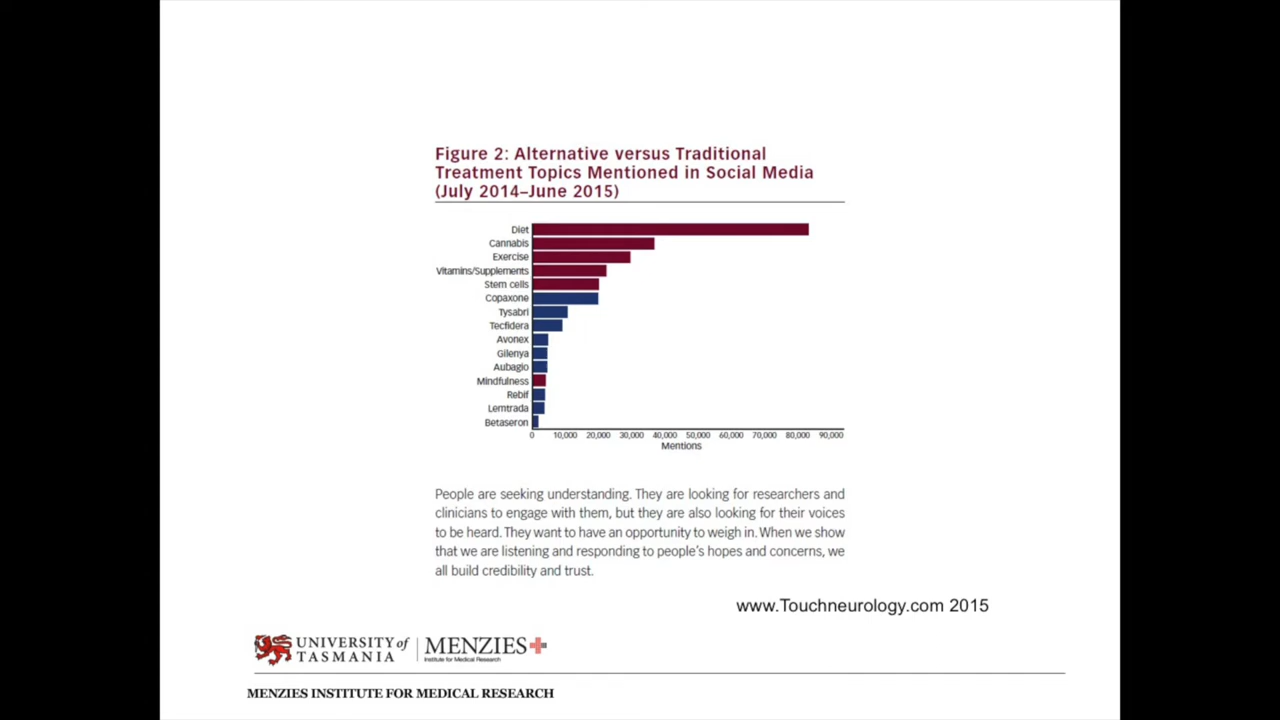 Figure 2: Alternative versus Traditional
Treatment Topics Mentioned in Social Media
(July 2014–June 2015)
Diet
Cannabis
Exercise
Vitamins/Supplements
Stem cells
Copaxone
Tysabri
Tecfidera
Avonex
Gilenya
Aubagio
Mindfulness
Rebif
Lemtrada
Betaseron
0 10,000 20,000 30,000 40,000 50,000 60,000 70,000 80,000 90,000
Mentions
People are seeking understanding. They are looking for researchers and
clinicians to engage with them, but they are also looking for their voices
to be heard. They want to have an opportunity to weigh in. When we show
that we are listening and responding to people's hopes and concerns, we
all build credibility and trust.
www.Touchneurology.com 2015
UNIVERSITY of
TASMANIA
MENZIES
Institute for Medical Research
MENZIES INSTITUTE FOR MEDICAL RESEARCH